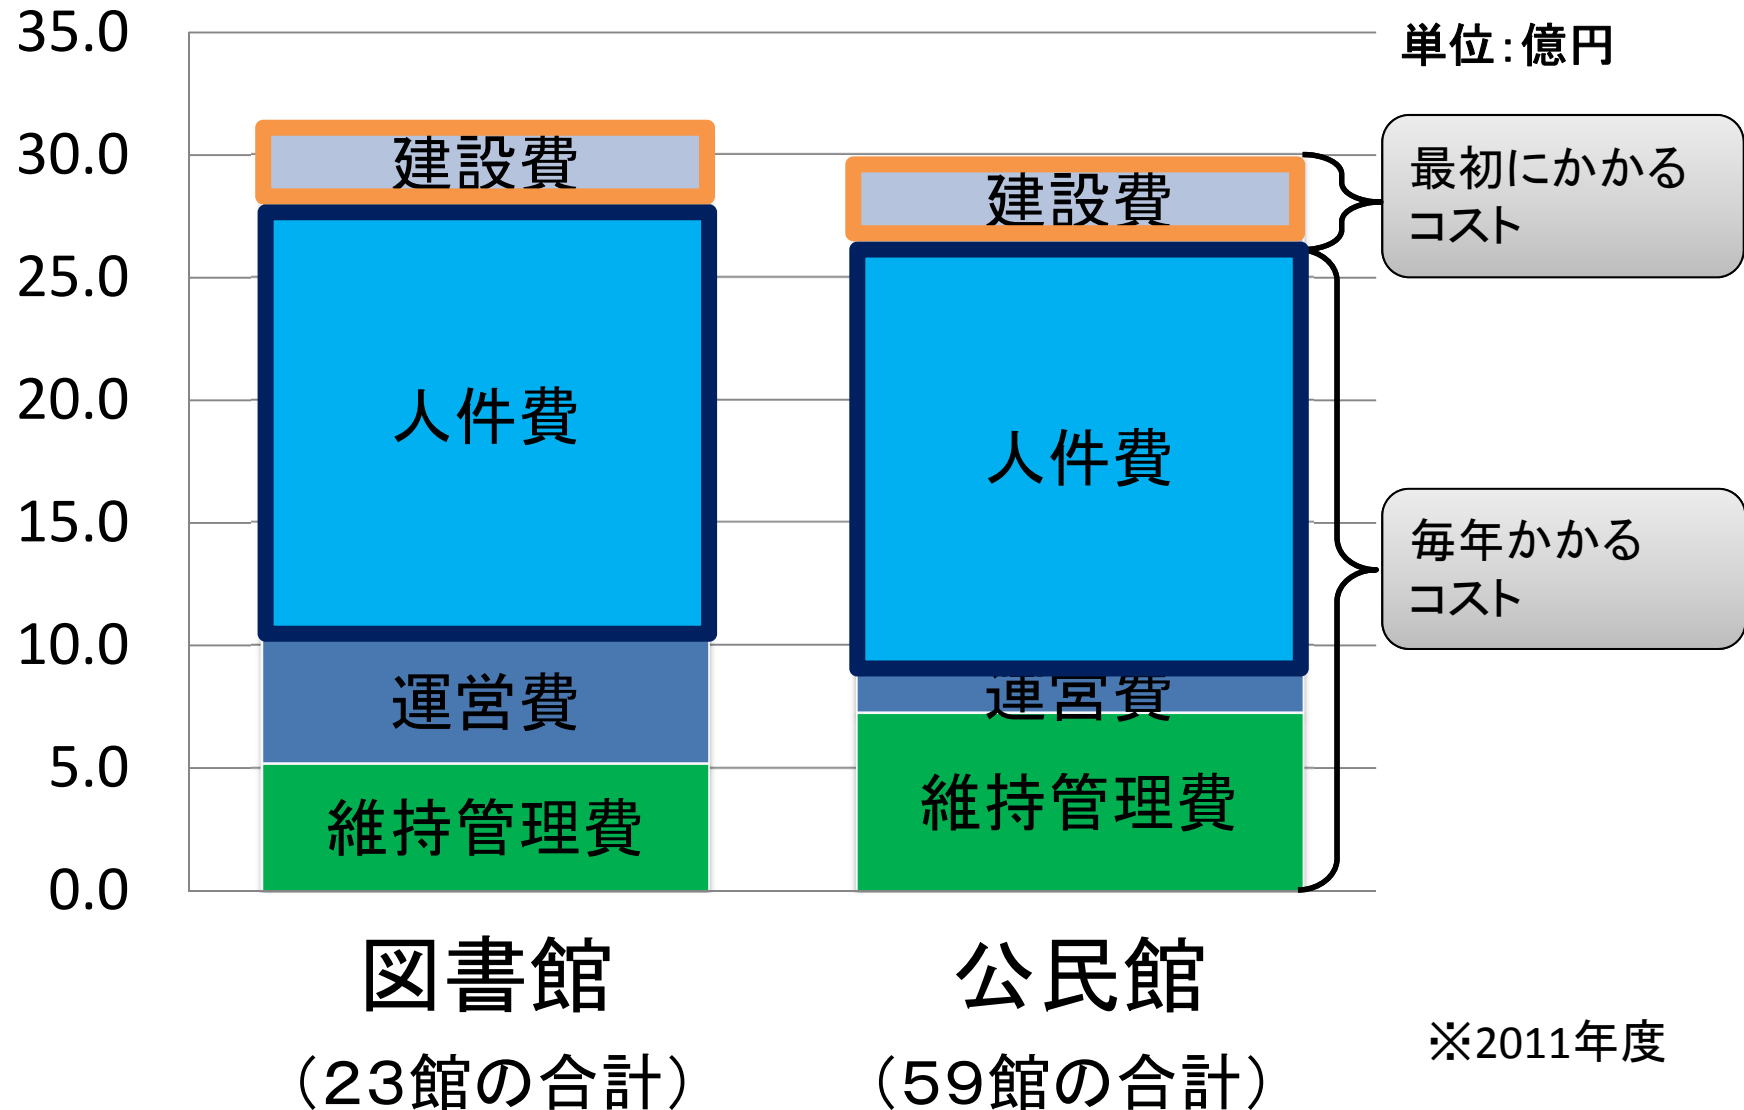 単位：億円
35.0
30.0
25.0
20.0
15.0
10.0
5.0
0.0
建設費
人件費
運営費
維持管理費
建設費
人件費
運営費
維持管理費
最初にかかる
コスト
毎年かかる
コスト
図書館
（２３館の合計）
公民館
（５９館の合計）
※2011年度